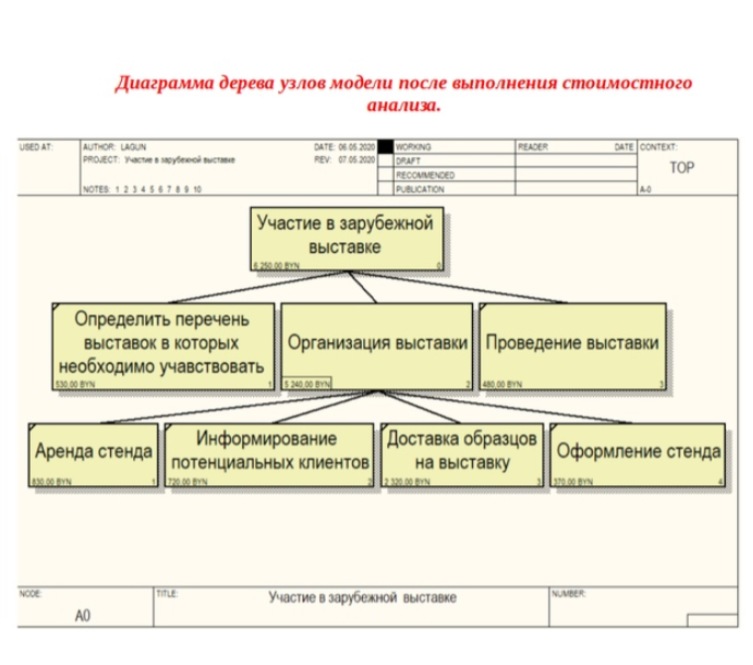 Диаграмма дерева узлов модели после выполнения стоимостного
анализа.
USED AT: AUTHOR: LAGUN DATE: 06.05.2020 WORKING READER DATE CONTEXT:
PROJECT: Участие в зарубежной выставке REV: 07.05.2020 DRAFT
TOP
RECOMMENDED
NOTES: 1 2 3 4 5 6 7 8 9 10 PUBLICATION A-0
Участие в зарубежной
выставке
6 250,00 BYN 0
Определить перечень
выставок в которых
необходимо учавствовать
530,00 BYN 1
Организация выставки
5 240,00 BYN 2
Проведение выставки
480,00 BYN 3
Аренда стенда
830,00 BYN 1
Информирование
потенциальных клиентов
720,00 BYN 2
Доставка образцов
на выставку
2 320,00 BYN 3
Оформление стенда
370,00 BYN 4
NODE: TITLE: Участие в зарубежной выставке NUMBER:
A0